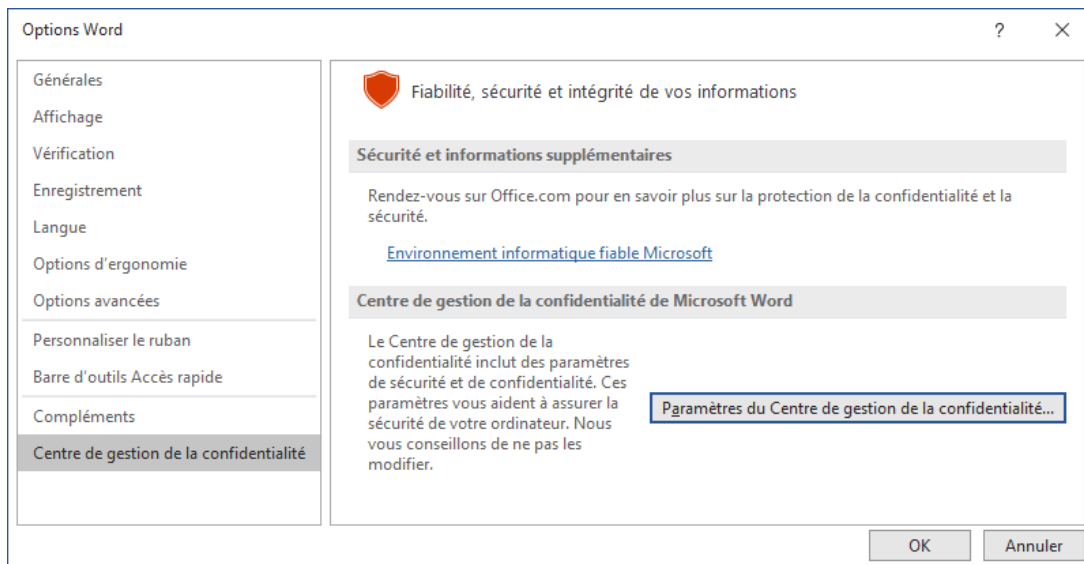 Options Word
?
Générales
Affichage
Vérification
Enregistrement
Langue
Options d'ergonomie
Options avancées
Personnaliser le ruban
Barre d'outils Accès rapide
Compléments
Centre de gestion de la confidentialité
Fiabilité, sécurité et intégrité de vos informations
Sécurité et informations supplémentaires
Rendez-vous sur Office.com pour en savoir plus sur la protection de la confidentialité et la
sécurité.
Environnement informatique fiable Microsoft
Centre de gestion de la confidentialité de Microsoft Word
Le Centre de gestion de la
confidentialité inclut des paramètres
de sécurité et de confidentialité. Ces
paramètres vous aident à assurer la
sécurité de votre ordinateur. Nous
vous conseillons de ne pas les
modifier.
Paramètres du Centre de gestion de la confidentialité...
OK
Annuler